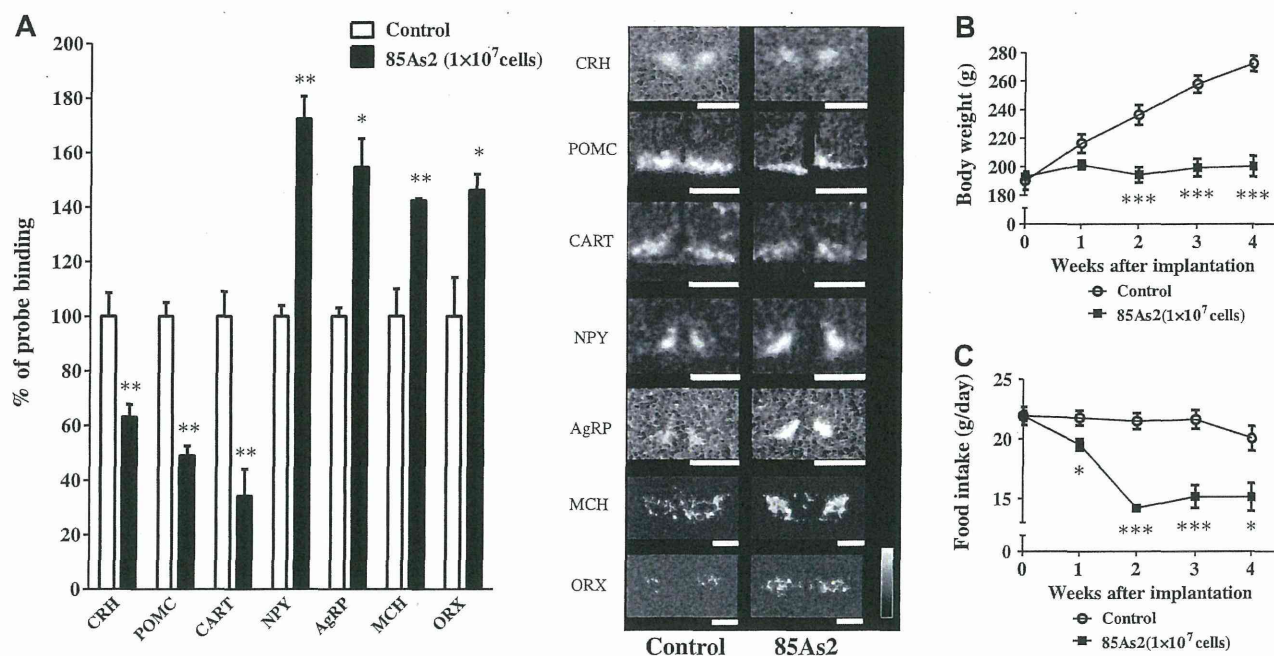 A
Control
85As2 (1×10⁷cells)
200
180
160
140
120
100
80
60
40
20
0
% of probe binding
**
**
**
**
*
**
*
CRH
POMC
CART
NPY
AgRP
MCH
ORX
CRH
POMC
CART
NPY
AgRP
MCH
ORX
Control
85As2
B
Body weight (g)
280
260
240
220
200
180
0
***
***
***
0
1
2
3
4
Weeks after implantation
Control
85As2(1×10⁷cells)
C
Food intake (g/day)
25
20
15
0
*
***
***
*
0
1
2
3
4
Weeks after implantation
Control
85As2(1×10⁷cells)